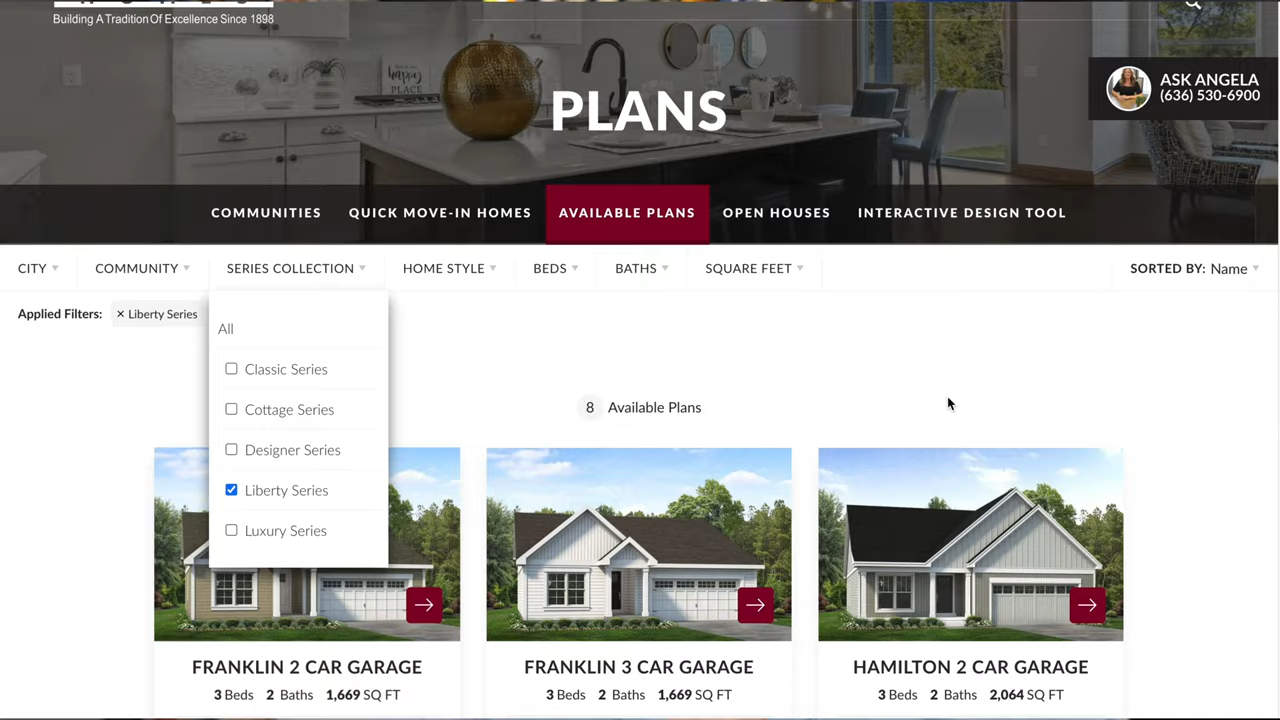 Building A Tradition Of Excellence Since 1898
happy
PLACE
ASK ANGELA
(636) 530-6900
PLANS
COMMUNITIES
QUICK MOVE-IN HOMES
AVAILABLE PLANS
OPEN HOUSES
INTERACTIVE DESIGN TOOL
CITY
COMMUNITY
SERIES COLLECTION
HOME STYLE
BEDS
BATHS
SQUARE FEET
SORTED BY: Name
Applied Filters:
× Liberty Series
All
Classic Series
Cottage Series
Designer Series
Liberty Series
Luxury Series
8 Available Plans
FRANKLIN 2 CAR GARAGE
3 Beds 2 Baths 1,669 SQ FT
FRANKLIN 3 CAR GARAGE
3 Beds 2 Baths 1,669 SQ FT
HAMILTON 2 CAR GARAGE
3 Beds 2 Baths 2,064 SQ FT